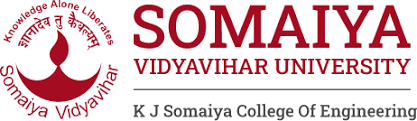 Knowledge Alone Liberates
ज्ञानादेव तु कैवल्यम्
Somaiya Vidyavihar
SOMAIYA
VIDYAVIHAR UNIVERSITY
K J Somaiya College Of Engineering